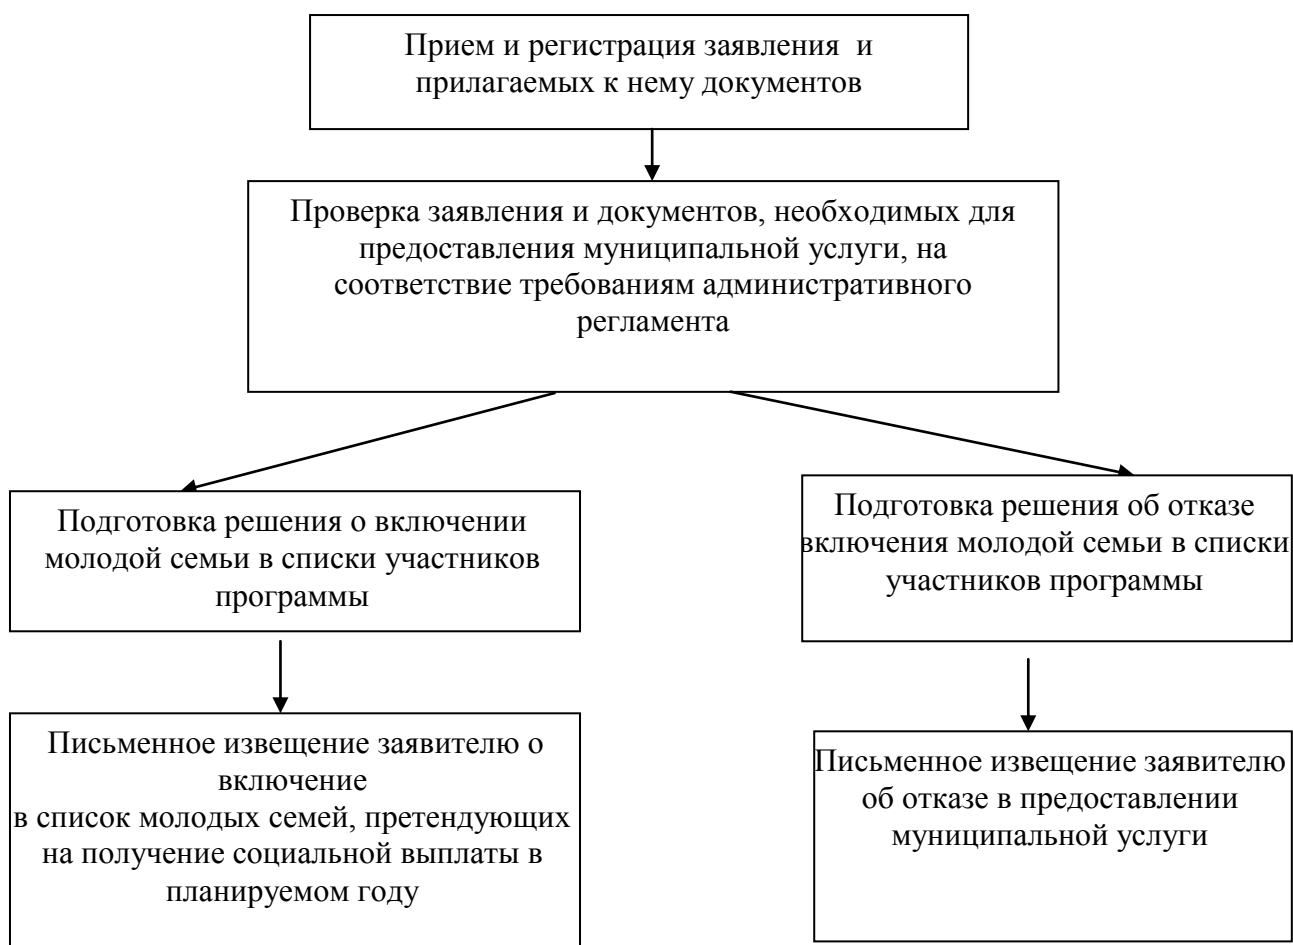 Прием и регистрация заявления  и
прилагаемых к нему документов
Проверка заявления и документов, необходимых для
предоставления муниципальной услуги, на
соответствие требованиям административного
регламента
Подготовка решения о включении
молодой семьи в списки участников
программы
Подготовка решения об отказе
включения молодой семьи в списки
участников программы
Письменное извещение заявителю о
включение
в список молодых семей, претендующих
на получение социальной выплаты в
планируемом году
Письменное извещение заявителю
об отказе в предоставлении
муниципальной услуги